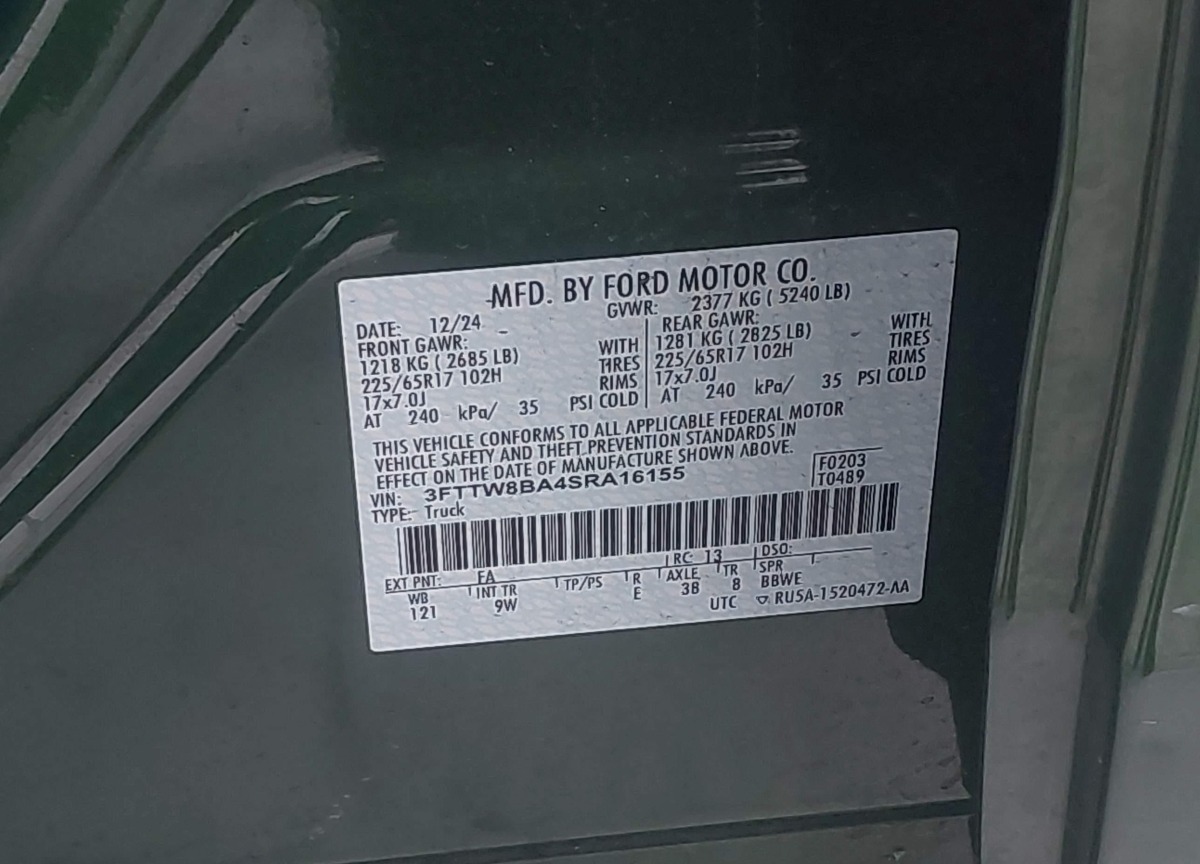 MFD. BY FORD MOTOR CO.
DATE: 12/24 GVWR: 2377 KG ( 5240 LB)
FRONT GAWR: REAR GAWR:
1218 KG ( 2685 LB) WITH 1281 KG ( 2825 LB) WITH
225/65R17 102H TIRES 225/65R17 102H TIRES
17x7.0J RIMS 17x7.0J RIMS
AT 240 kPa/ 35 PSI COLD AT 240 kPa/ 35 PSI COLD
THIS VEHICLE CONFORMS TO ALL APPLICABLE FEDERAL MOTOR
VEHICLE SAFETY AND THEFT PREVENTION STANDARDS IN
EFFECT ON THE DATE OF MANUFACTURE SHOWN ABOVE.
VIN: 3FTTW8BA4SRA16155 F0203
TYPE: Truck T0489
EXT PNT: EA RC: 13 DSO:
WB INT TR TP/PS R AXLE TR SPR
121 9W E 38 8 BBWE
UTC ▽ RU5A-1520472-AA